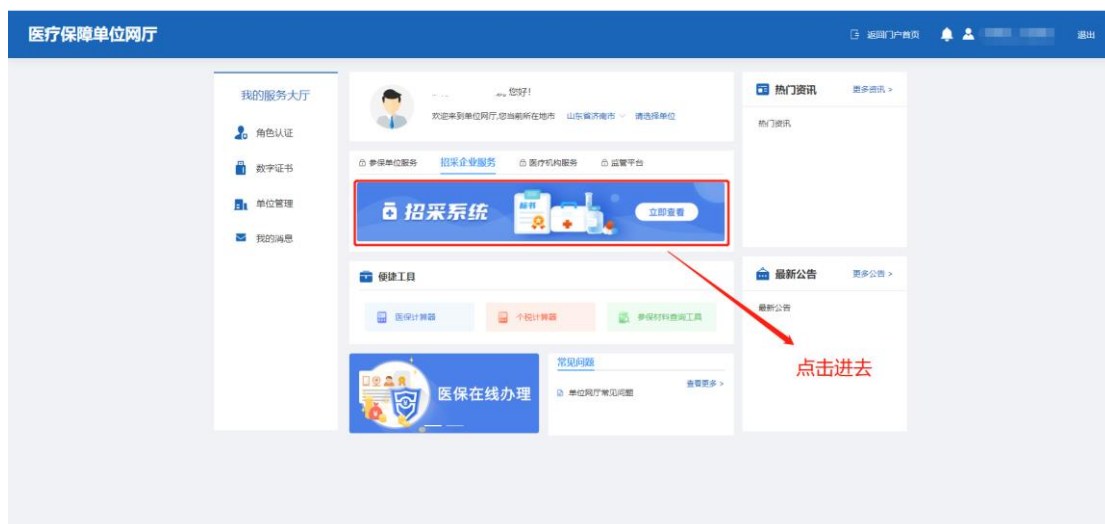 医疗保障单位网厅
返回门户首页
退出
我的服务大厅
角色认证
数字证书
单位管理
我的消息
您好!
欢迎来到单位网厅,您当前所在地市 山东省济南市 请选择单位
参保单位服务 招采企业服务 医疗机构服务 监管平台
招采系统
标书
立即查看
便捷工具
医保计算器 个税计算器 参保材料查询工具
医保在线办理
常见问题
查看更多 >
单位网厅常见问题
热门资讯 更多资讯 >
热门资讯
最新公告 更多公告 >
最新公告
点击进去